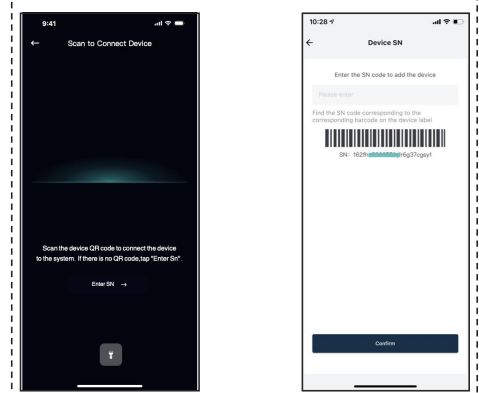 9:41
Scan to Connect Device
Scan the device QR code to connect the device
to the system. If there is no QR code,tap "Enter Sn".
Enter SN →
10:28
Device SN
Enter the SN code to add the device
Please enter
Find the SN code corresponding to the
corresponding barcode on the device label
SN:
Confirm